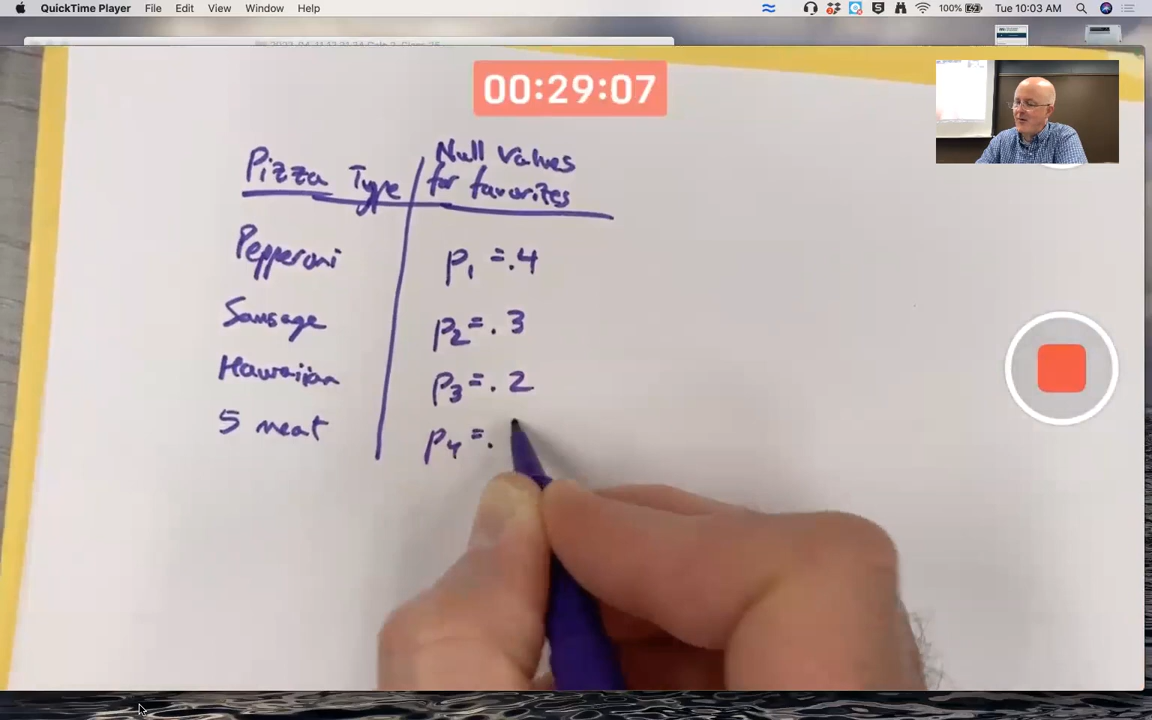 QuickTime Player File Edit View Window Help 100% Tue 10:03 AM
00:29:07
Pizza Type
Null Values
for favorites
Pepperoni p1 = .4
Sausage p2 = . 3
Hawaiian p3 = . 2
5 meat p4 = .